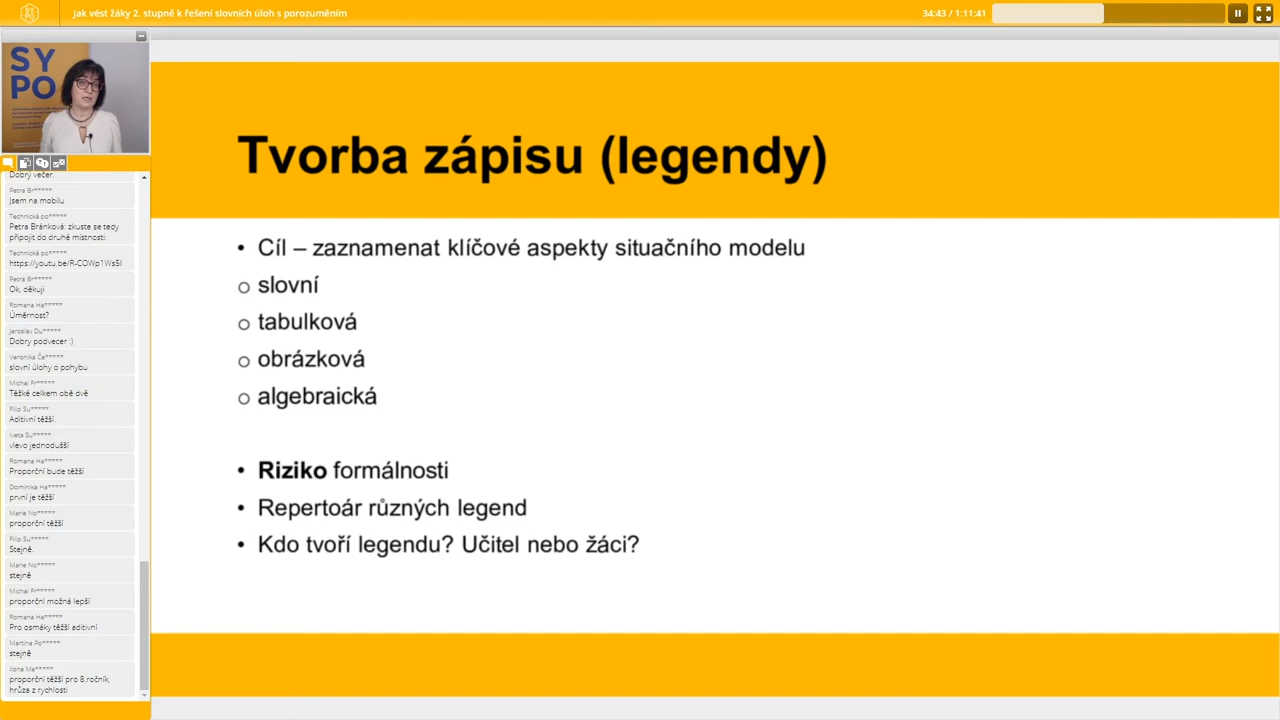 Jak vést žáky 2. stupně k řešení slovních úloh s porozuměním
34:43 / 1:11:41
SY
PO
Dobrý večer.
Petra Br*****
Jsem na mobilu
Technická po*****
Petra Bránková: zkuste se tedy
připojit do druhé místnosti:
Technická po*****
https://youtu.be/R-COWp1Ws5I
Petra Br*****
Ok, děkuji
Romana Ha*****
Úměrnost?
Jaroslav Du*****
Dobry podvecer :)
Veronika Če*****
slovní úlohy o pohybu
Michal Fr*****
Těžké celkem obě dvě
Filip Su*****
Aditivní těžší.
Iveta Su*****
vlevo jednodušší
Romana Ha*****
Proporční bude těžší
Dominika Ha*****
první je těžší
Marie No*****
proporční těžší
Filip Su*****
Stejně.
Marie No*****
stejně
Michal Fr*****
proporční možná lepší
Romana Ha*****
Pro osmáky těžší aditivní
Martina Po*****
stejně
Ilona Ma*****
proporční těžší pro 8.ročník,
hrůza z rychlosti
Tvorba zápisu (legendy)
• Cíl – zaznamenat klíčové aspekty situačního modelu
o slovní
o tabulková
o obrázková
o algebraická
• Riziko formálnosti
• Repertoár různých legend
• Kdo tvoří legendu? Učitel nebo žáci?